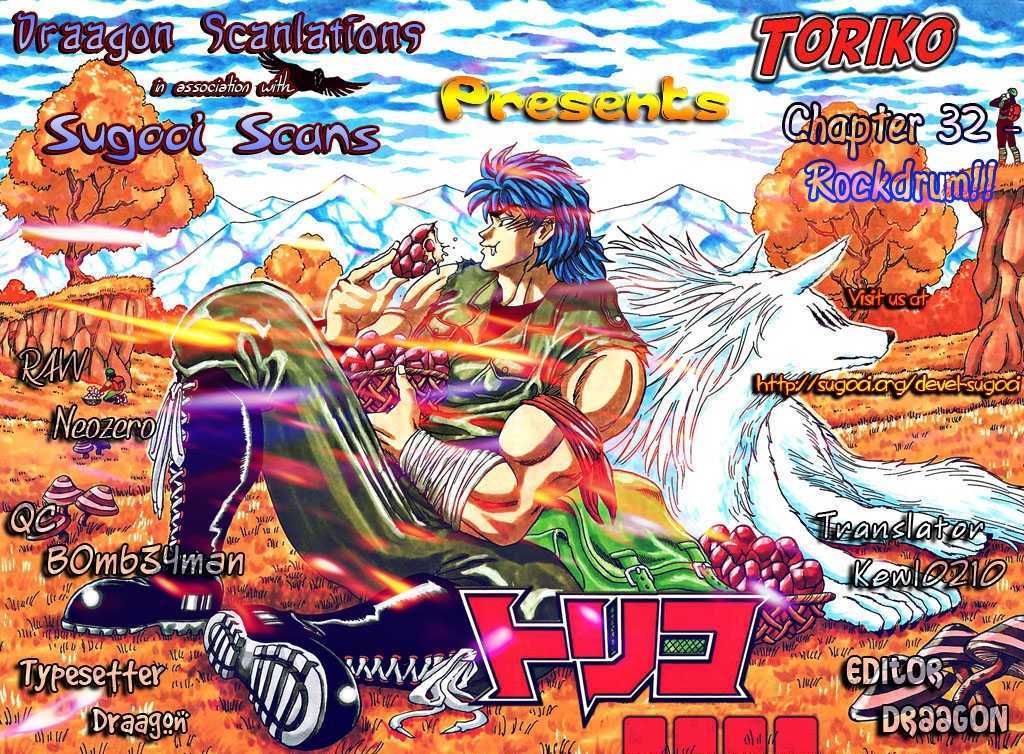 Draagon Scanlations
in association with
Sugooi Scans
Presents
TORIKO
Chapter 32 -
Rockdrum!!
Visit us at
http://sugooi.org/devel-sugooi
RAW
Neozero
QC
B0mb34man
Translator
Kewl0210
トリコ
Typesetter
Draagon
EDITOR
DRAAGON